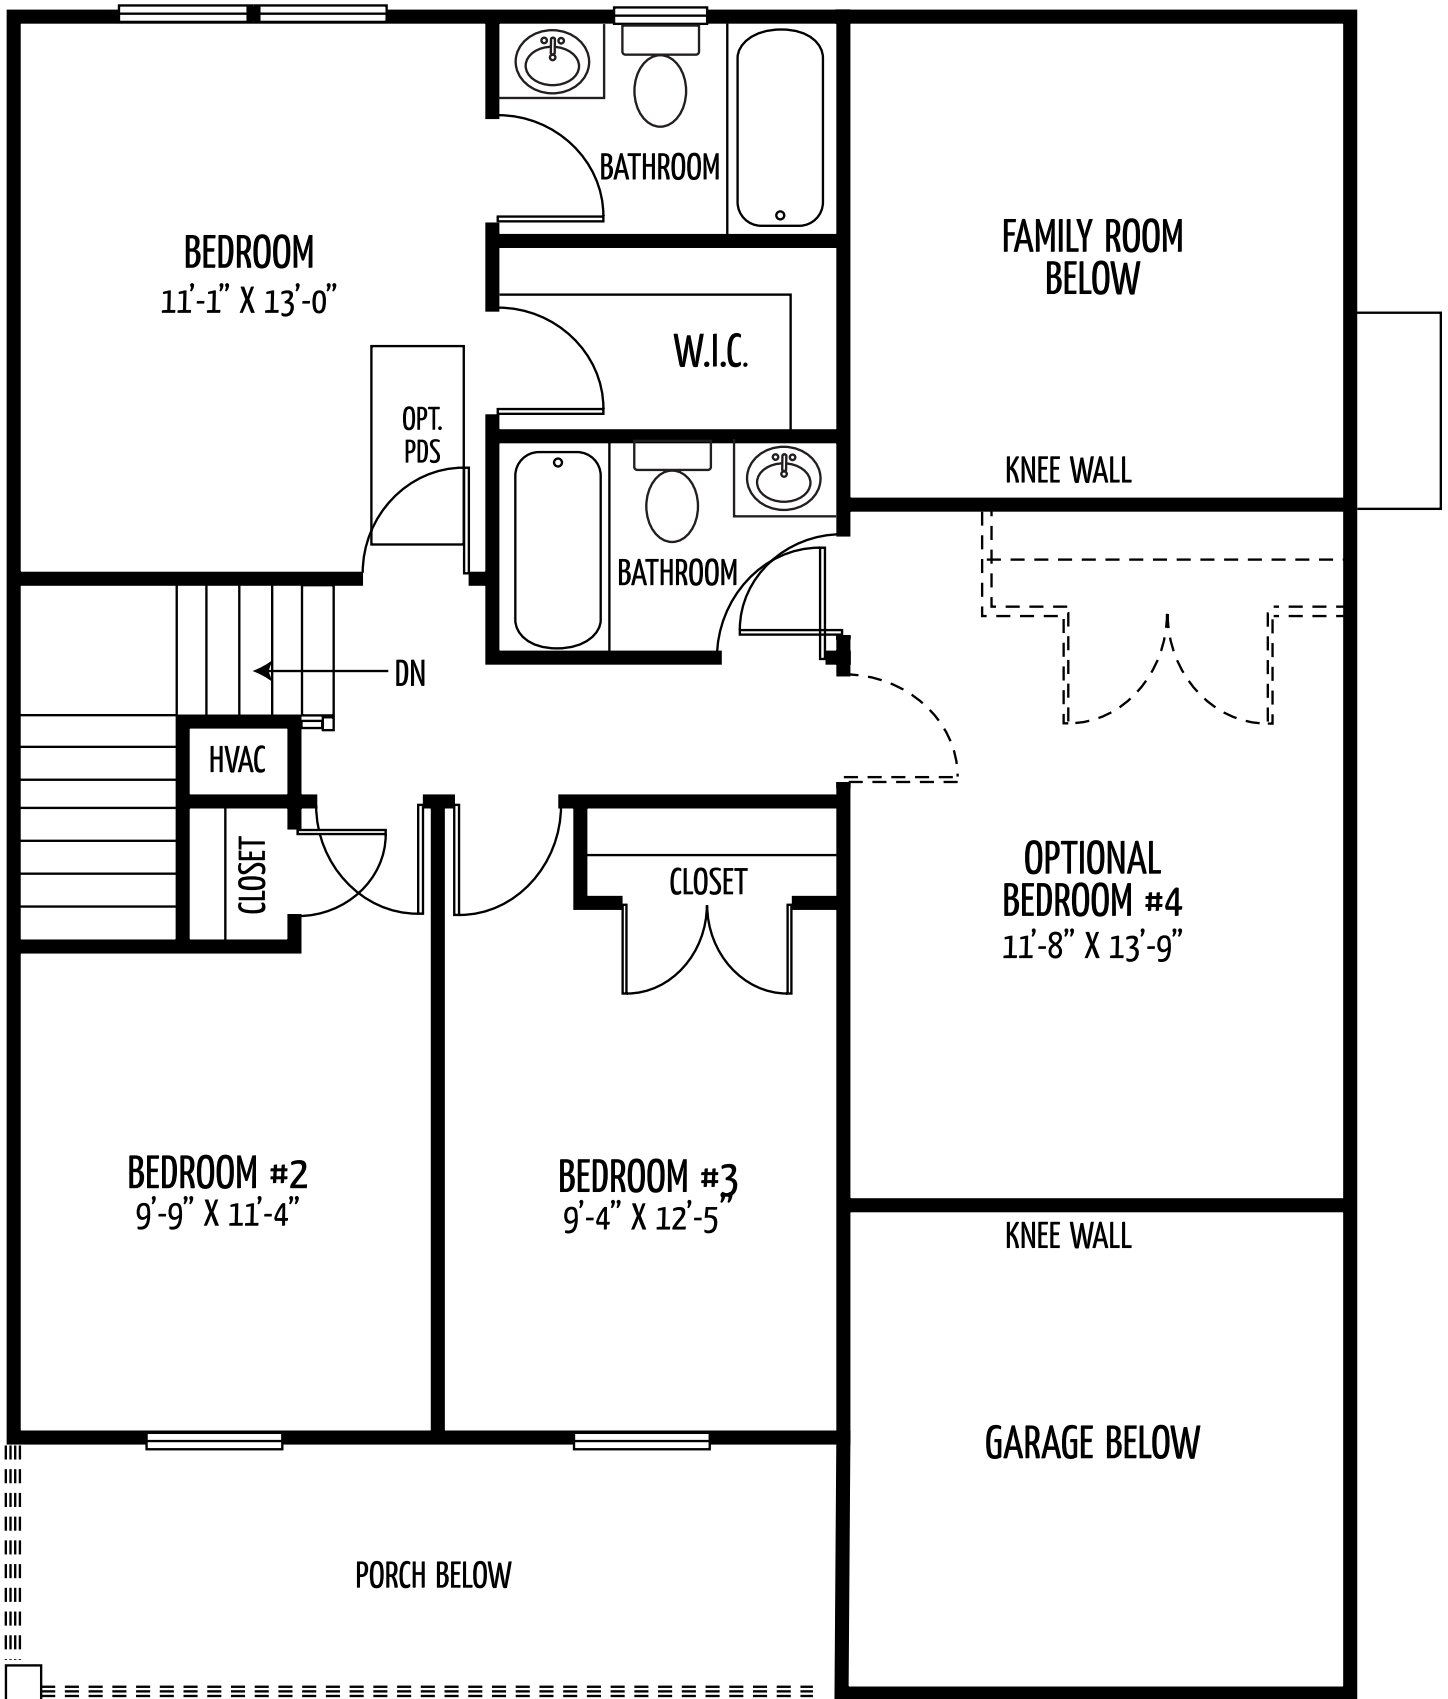 BATHROOM
BEDROOM
11'-1" X 13'-0"
FAMILY ROOM
BELOW
W.I.C.
OPT.
PDS
KNEE WALL
BATHROOM
DN
HVAC
CLOSET
CLOSET
OPTIONAL
BEDROOM #4
11'-8" X 13'-9"
BEDROOM #2
9'-9" X 11'-4"
BEDROOM #3
9'-4" X 12'-5"
KNEE WALL
GARAGE BELOW
PORCH BELOW